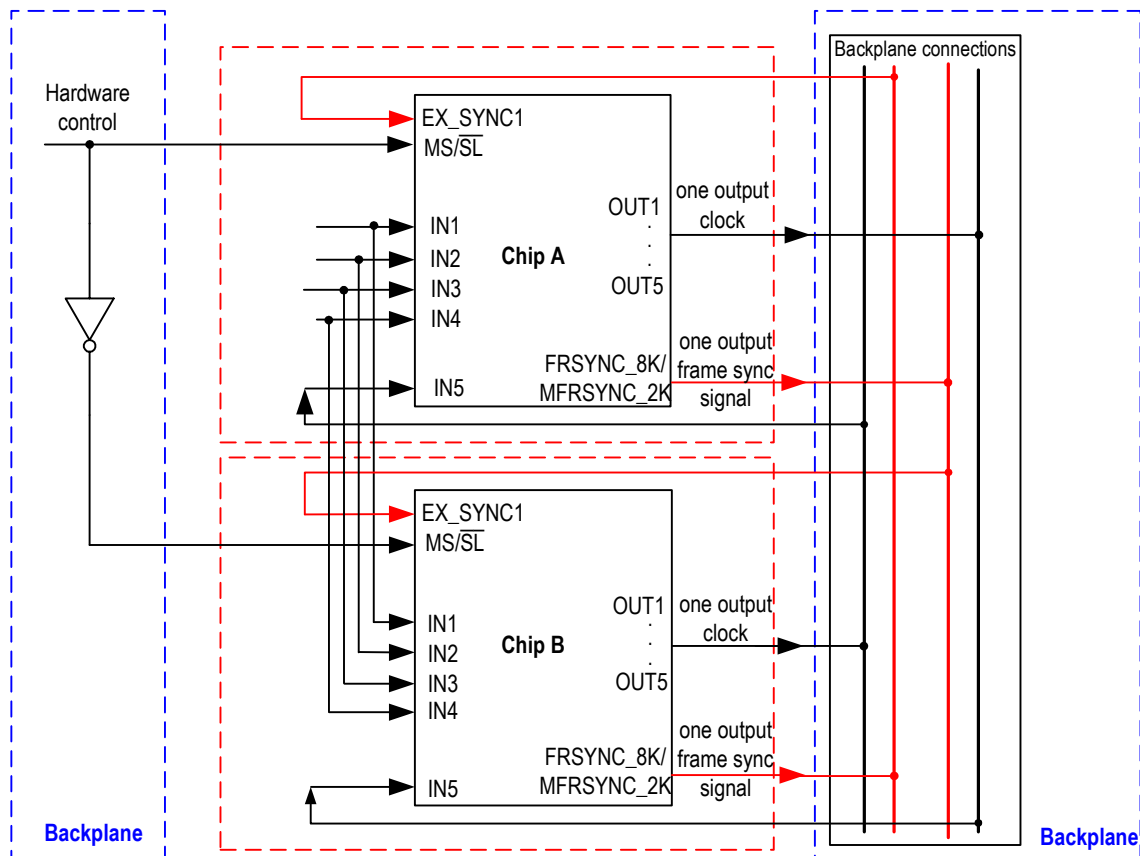 Backplane connections
Hardware
control
EX_SYNC1
MS/SL
IN1
IN2
IN3
IN4
IN5
Chip A
OUT1
.
.
.
OUT5
FRSYNC_8K/
MFRSYNC_2K
one output
clock
one output
frame sync
signal
EX_SYNC1
MS/SL
IN1
IN2
IN3
IN4
IN5
Chip B
OUT1
.
.
.
OUT5
FRSYNC_8K/
MFRSYNC_2K
one output
clock
one output
frame sync
signal
Backplane
Backplane